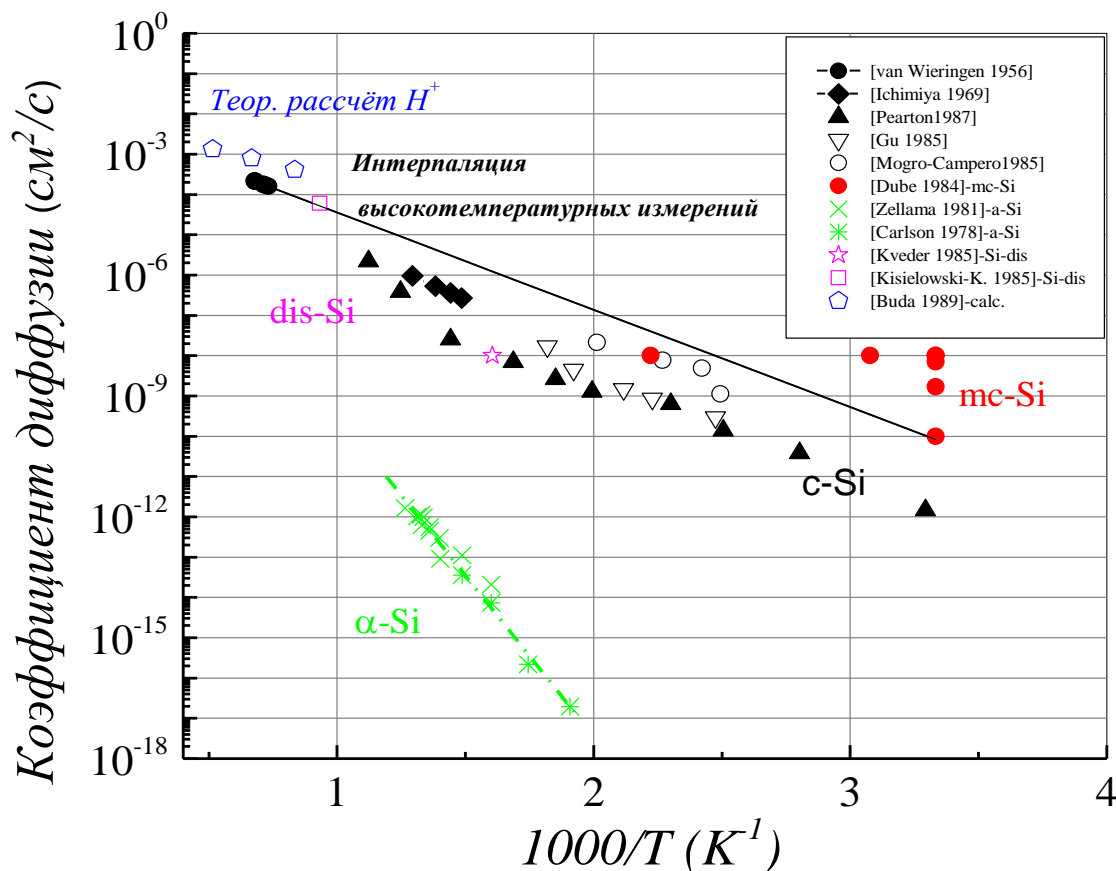 10^0
10^-3
10^-6
10^-9
10^-12
10^-15
10^-18
Коэффициент диффузии (см^2/с)
Теор. рассчёт H^+
Интерпаляция
высокотемпературных измерений
dis-Si
mc-Si
c-Si
α-Si
[van Wieringen 1956]
[Ichimiya 1969]
[Pearton1987]
[Gu 1985]
[Mogro-Campero1985]
[Dube 1984]-mc-Si
[Zellama 1981]-a-Si
[Carlson 1978]-a-Si
[Kveder 1985]-Si-dis
[Kisielowski-K. 1985]-Si-dis
[Buda 1989]-calc.
1 2 3 4
1000/T (K^-1)